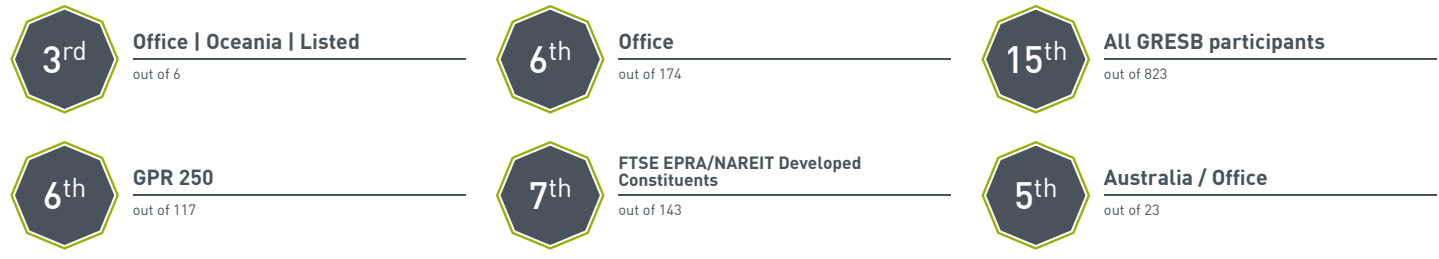 3rd
Office | Oceania | Listed
out of 6
6th
Office
out of 174
15th
All GRESB participants
out of 823
6th
GPR 250
out of 117
7th
FTSE EPRA/NAREIT Developed
Constituents
out of 143
5th
Australia / Office
out of 23